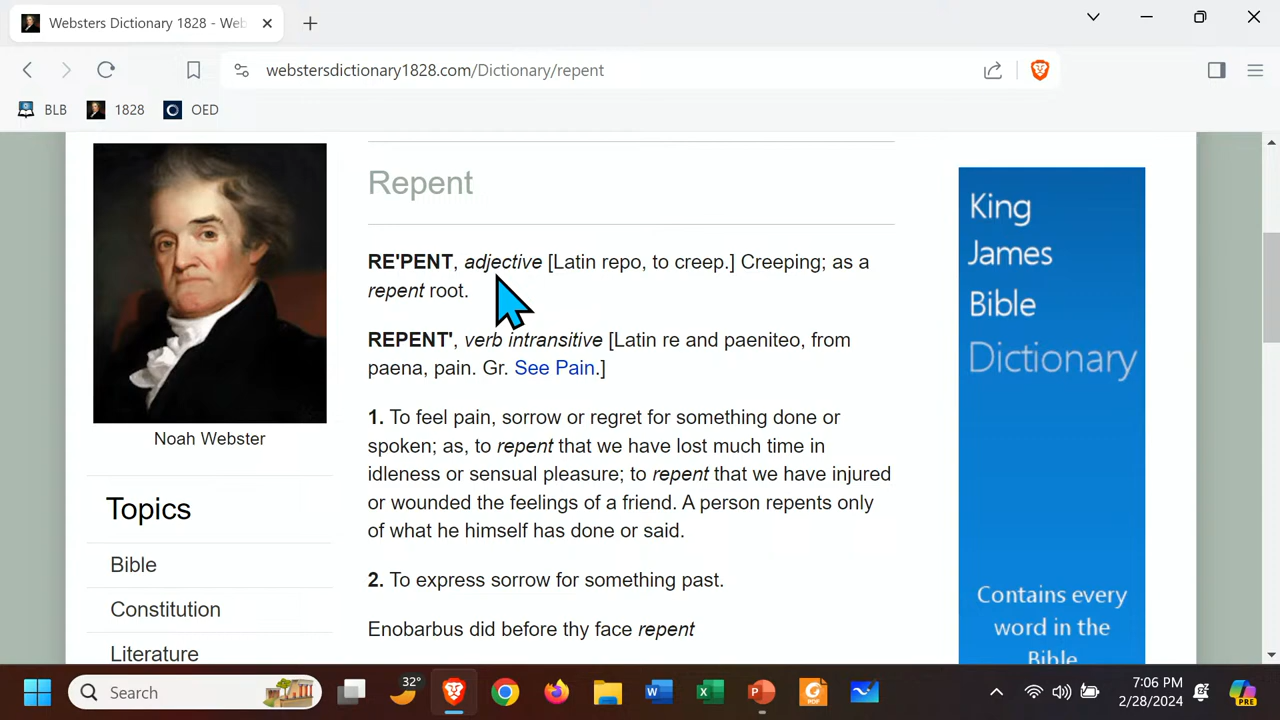 Websters Dictionary 1828 - Web
webstersdictionary1828.com/Dictionary/repent
BLB 1828 OED
Repent
RE'PENT, adjective [Latin repo, to creep.] Creeping; as a
repent root.
REPENT', verb intransitive [Latin re and paeniteo, from
paena, pain. Gr. See Pain.]
1. To feel pain, sorrow or regret for something done or
spoken; as, to repent that we have lost much time in
idleness or sensual pleasure; to repent that we have injured
or wounded the feelings of a friend. A person repents only
of what he himself has done or said.
2. To express sorrow for something past.
Enobarbus did before thy face repent
Noah Webster
Topics
Bible
Constitution
Literature
King
James
Bible
Dictionary
Contains every
word in the
Bible
Search
32°
7:06 PM
2/28/2024
PRE